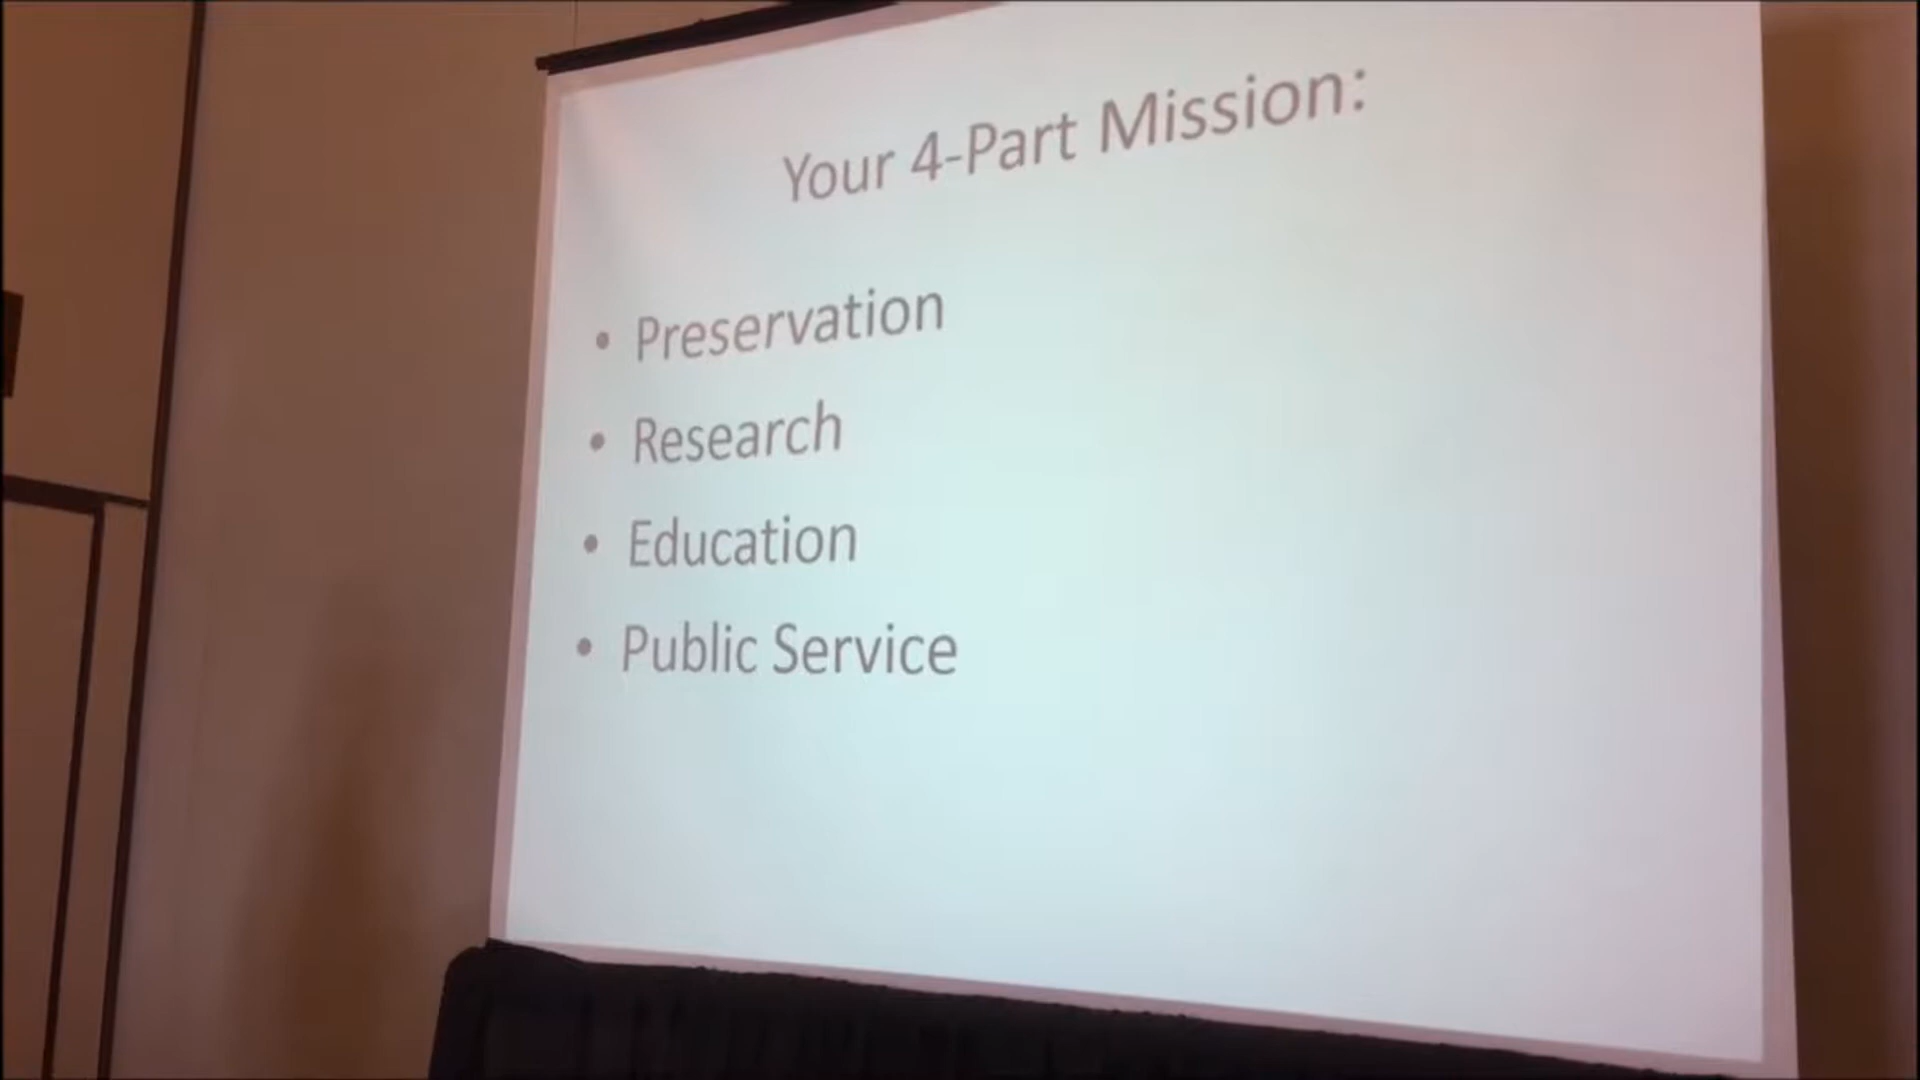 Your 4-Part Mission:
• Preservation
• Research
• Education
• Public Service